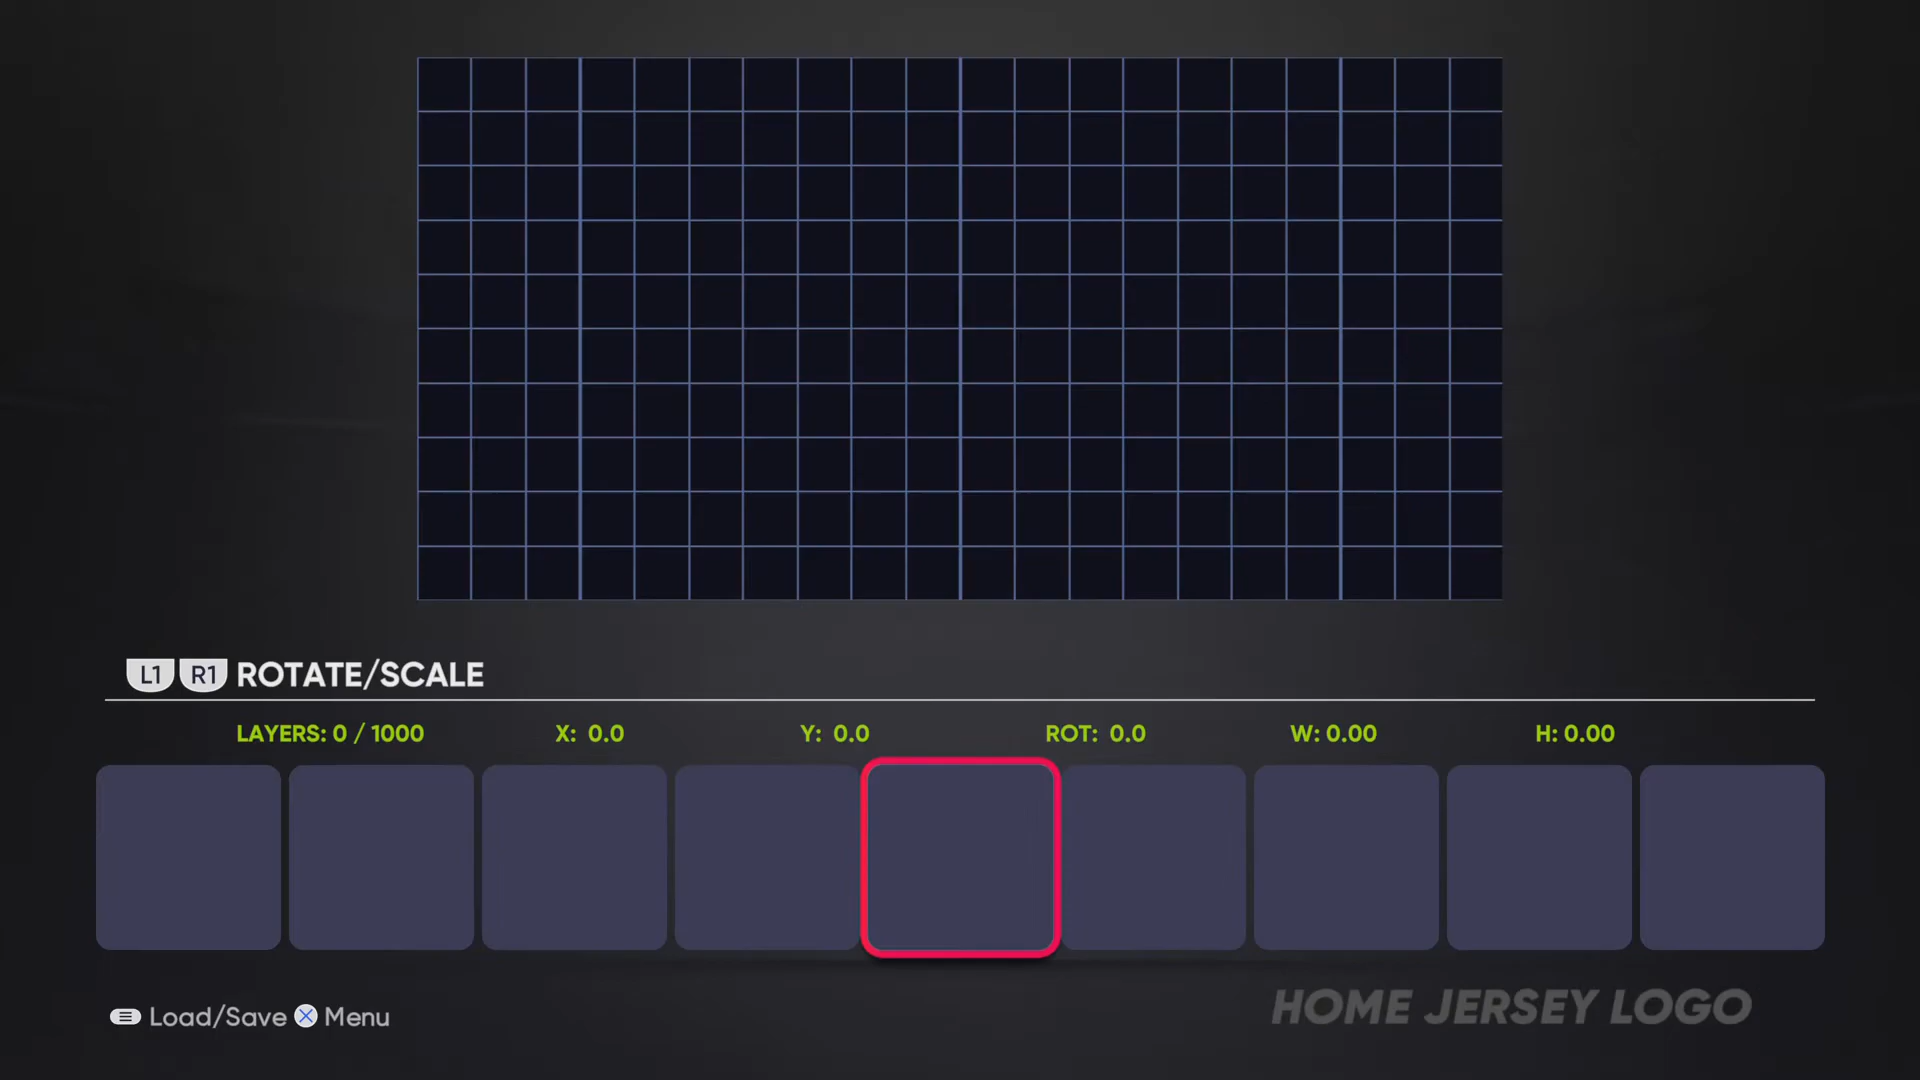 L1 R1 ROTATE/SCALE
LAYERS: 0 / 1000 X: 0.0 Y: 0.0 ROT: 0.0 W: 0.00 H: 0.00
Load/Save Menu
HOME JERSEY LOGO